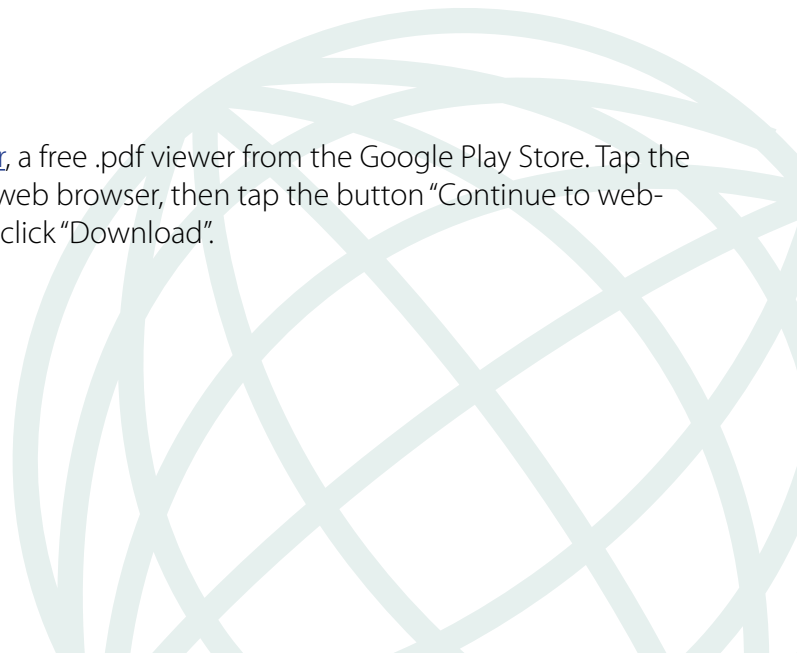 r, a free .pdf viewer from the Google Play Store. Tap the
web browser, then tap the button “Continue to web-
click “Download”.